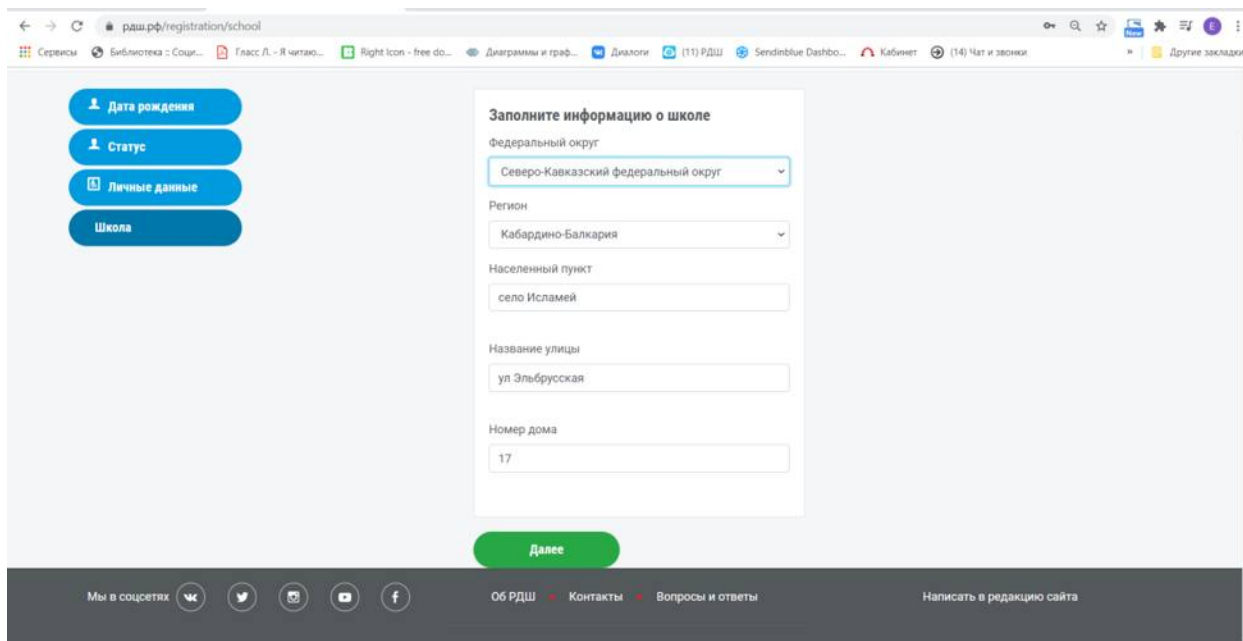 рдш.рф/registration/school
E
Сервисы Библиотека :: Соци... Гласс Л. - Я читаю... Right Icon - free do... Диаграммы и граф... Диалоги (11) РДШ Sendinblue Dashbo... Кабинет (14) Чат и звонки » Другие закладки
New
Дата рождения
Статус
Личные данные
Школа
Заполните информацию о школе
Федеральный округ
Северо-Кавказский федеральный округ
Регион
Кабардино-Балкария
Населенный пункт
село Исламей
Название улицы
ул Эльбрусская
Номер дома
17
Далее
Мы в соцсетях Об РДШ Контакты Вопросы и ответы Написать в редакцию сайта